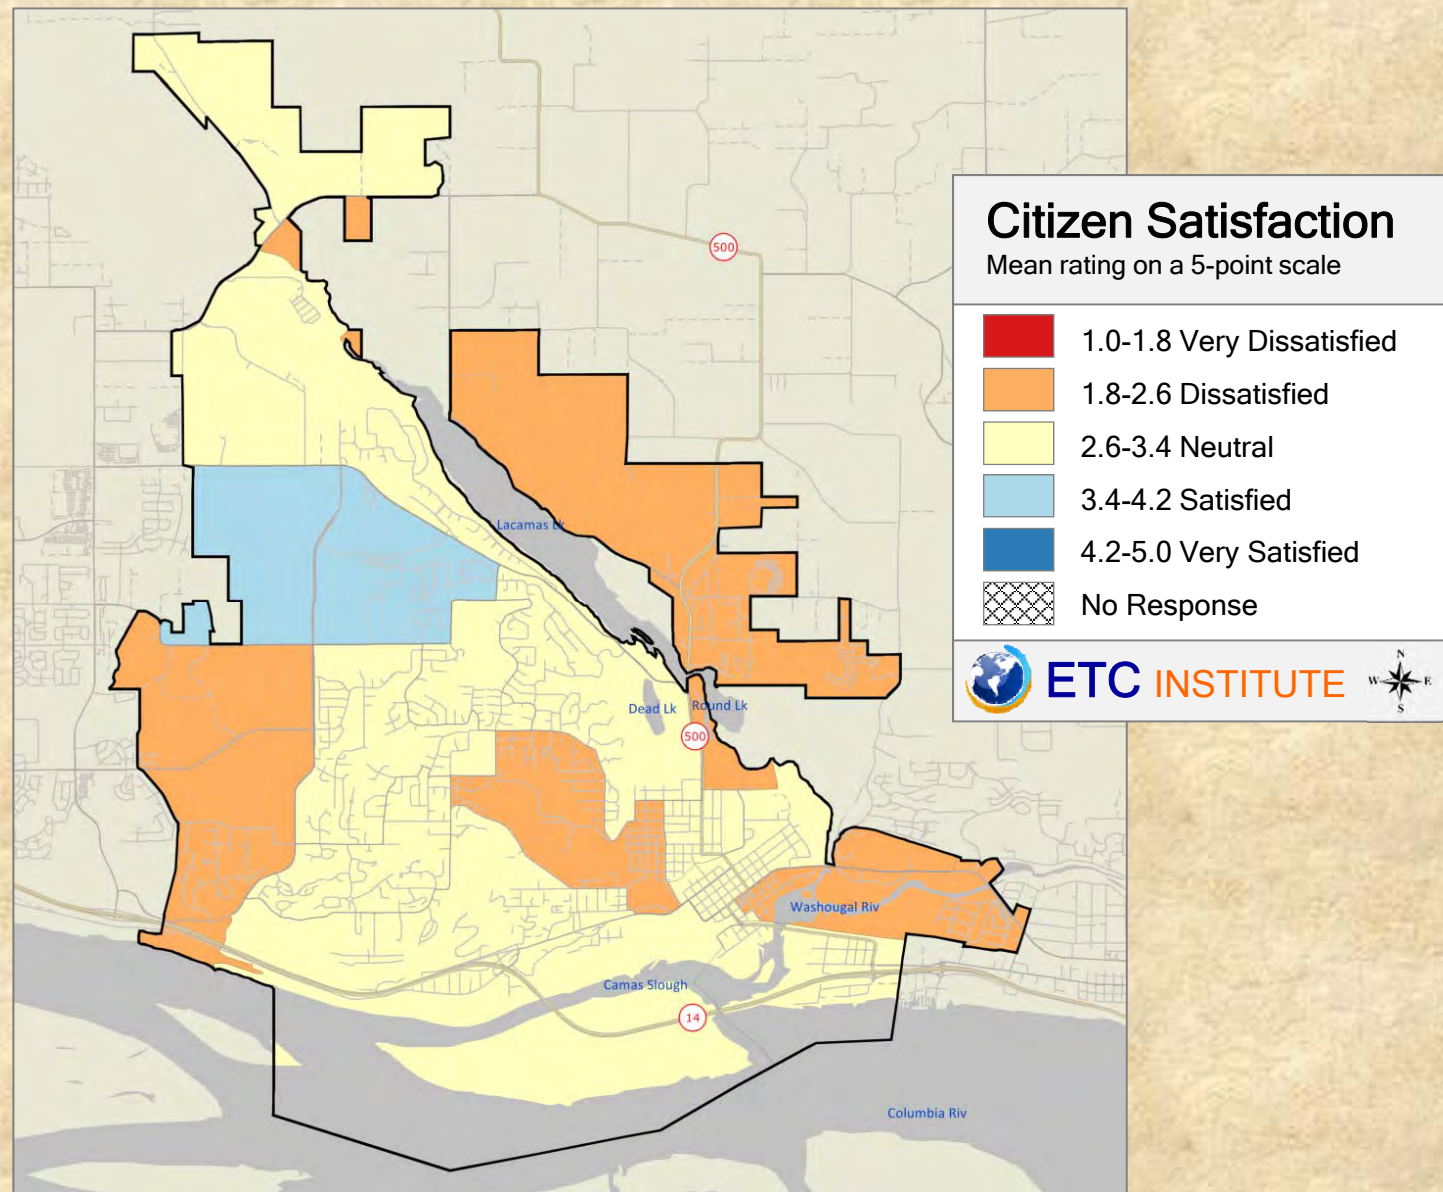 500
Lacamas Lk
Dead Lk
Round Lk
500
Washougal Riv
Camas Slough
14
Columbia Riv
Citizen Satisfaction
Mean rating on a 5-point scale
1.0-1.8 Very Dissatisfied
1.8-2.6 Dissatisfied
2.6-3.4 Neutral
3.4-4.2 Satisfied
4.2-5.0 Very Satisfied
No Response
ETC INSTITUTE
N
W E
S